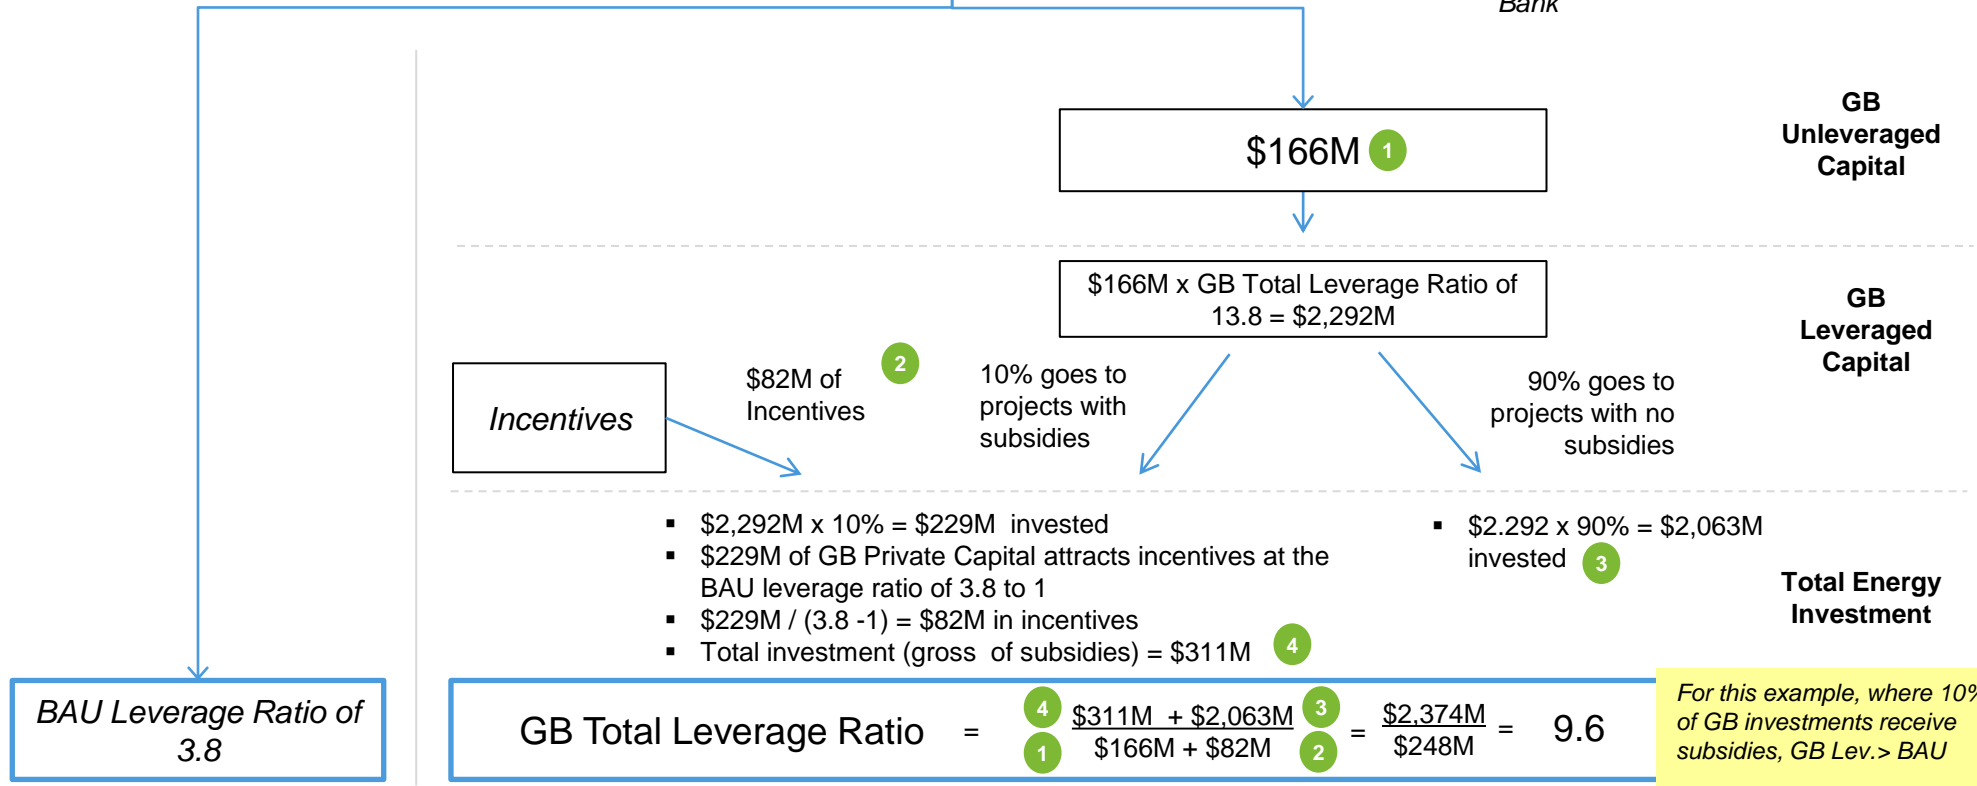 Bank
$166M 1
GB
Unleveraged
Capital
$166M x GB Total Leverage Ratio of
13.8 = $2,292M
GB
Leveraged
Capital
Incentives
$82M of
Incentives
2
10% goes to
projects with
subsidies
90% goes to
projects with no
subsidies
▪ $2,292M x 10% = $229M invested
▪ $229M of GB Private Capital attracts incentives at the
BAU leverage ratio of 3.8 to 1
▪ $229M / (3.8 -1) = $82M in incentives
▪ Total investment (gross of subsidies) = $311M 4
▪ $2.292 x 90% = $2,063M
invested 3
Total Energy
Investment
BAU Leverage Ratio of
3.8
GB Total Leverage Ratio =
4 $311M + $2,063M 3
1 $166M + $82M 2
= $2,374M
$248M
= 9.6
For this example, where 10%
of GB investments receive
subsidies, GB Lev.> BAU